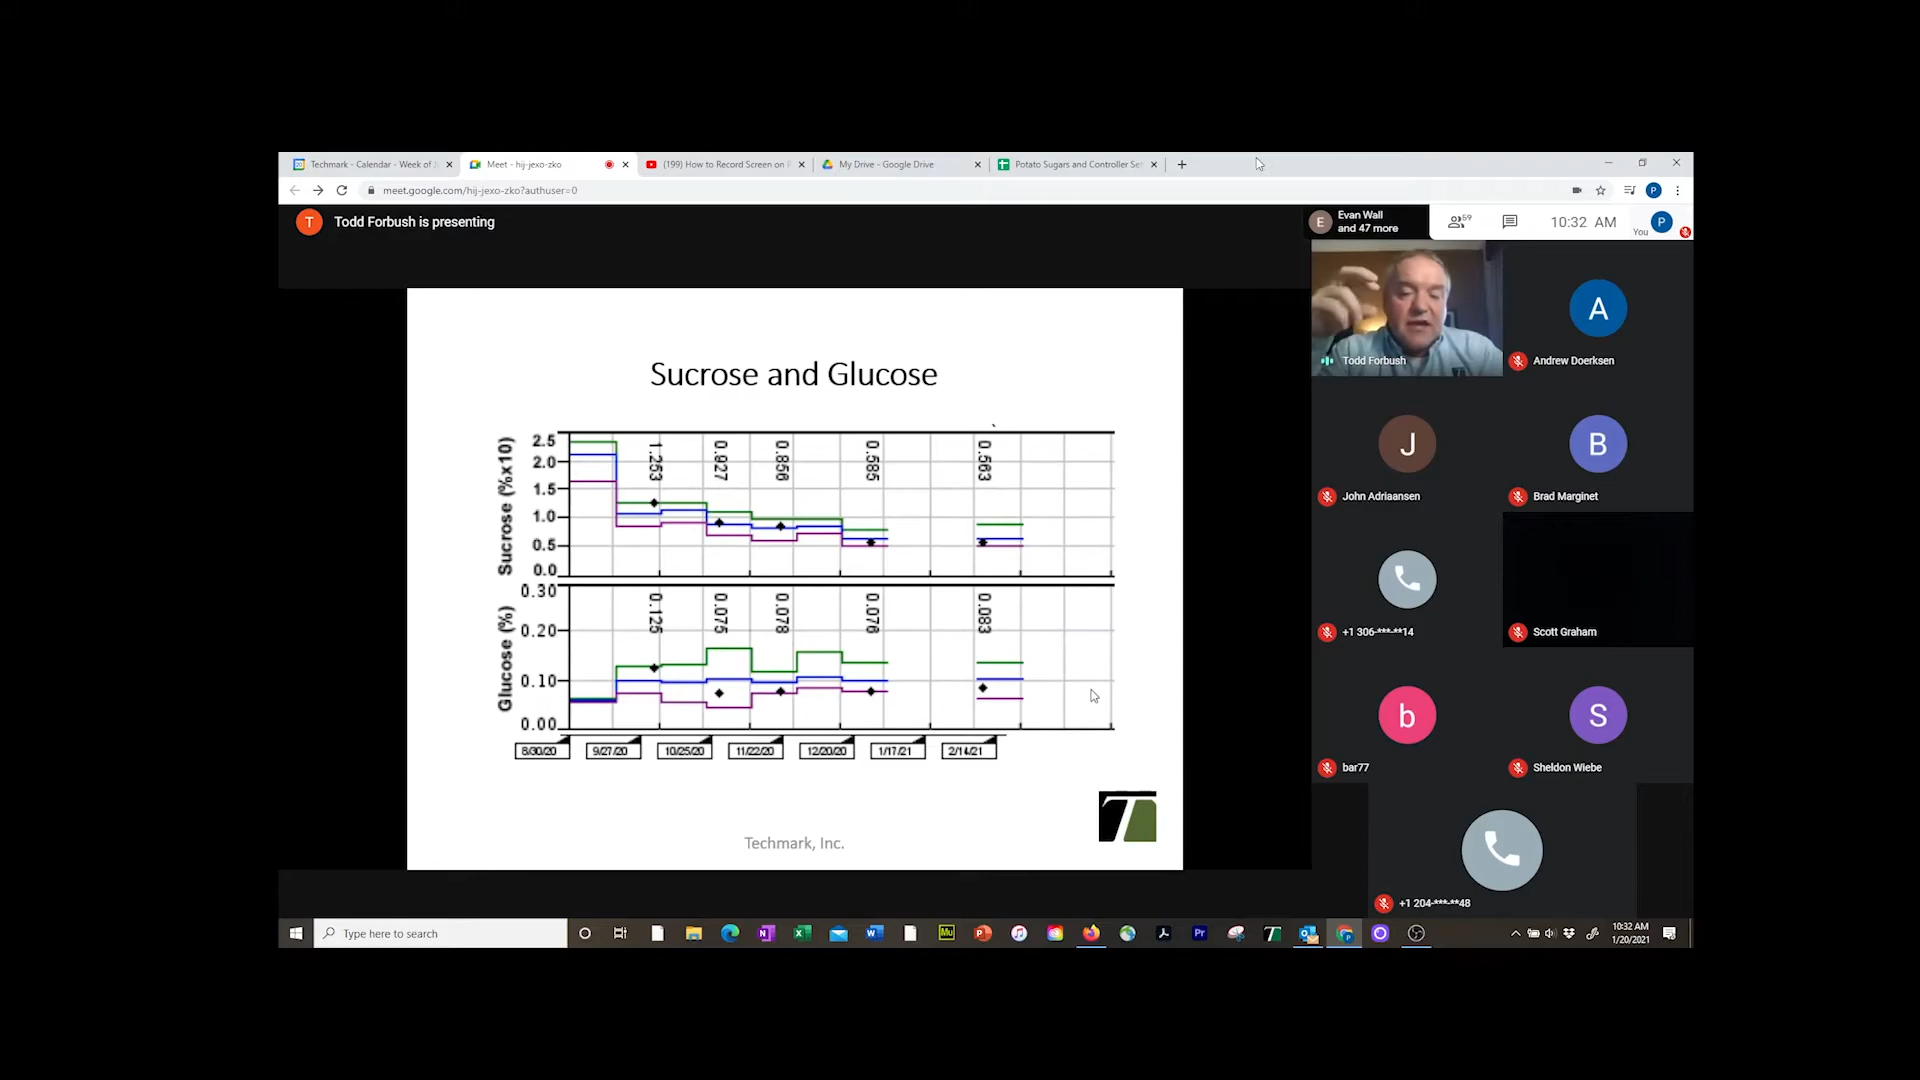 Techmark - Calendar - Week of J
Meet - hij-jexo-zko
(199) How to Record Screen on P
My Drive - Google Drive
Potato Sugars and Controller Set
meet.google.com/hij-jexo-zko?authuser=0
T
Todd Forbush is presenting
E
Evan Wall
and 47 more
59
10:32 AM
You
P
P
Todd Forbush
A
Andrew Doerksen
J
John Adriaansen
B
Brad Marginet
+1 306-***-**14
Scott Graham
b
bar77
S
Sheldon Wiebe
+1 204-***-**48
Sucrose and Glucose
Sucrose (%x10)
2.5
2.0
1.5
1.0
0.5
0.0
1.253
0.927
0.856
0.585
0.563
Glucose (%)
0.30
0.20
0.10
0.00
0.125
0.075
0.078
0.076
0.083
8/30/20
9/27/20
10/25/20
11/22/20
12/20/20
1/17/21
2/14/21
T
Techmark, Inc.
Type here to search
10:32 AM
1/20/2021